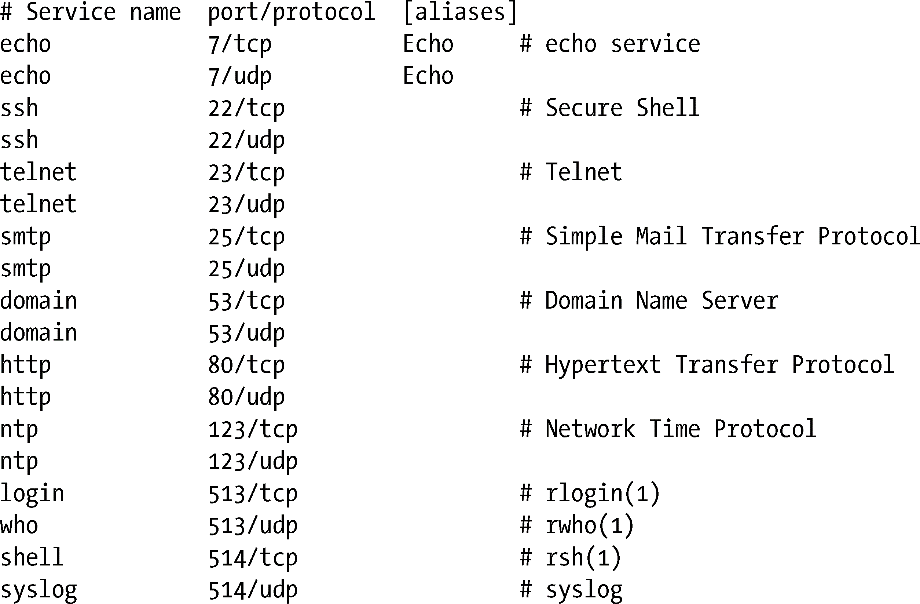 # Service name  port/protocol  [aliases]
echo            7/tcp          Echo     # echo service
echo            7/udp          Echo
ssh             22/tcp                  # Secure Shell
ssh             22/udp
telnet          23/tcp                  # Telnet
telnet          23/udp
smtp            25/tcp                  # Simple Mail Transfer Protocol
smtp            25/udp
domain          53/tcp                  # Domain Name Server
domain          53/udp
http            80/tcp                  # Hypertext Transfer Protocol
http            80/udp
ntp             123/tcp                 # Network Time Protocol
ntp             123/udp
login           513/tcp                 # rlogin(1)
who             513/udp                 # rwho(1)
shell           514/tcp                 # rsh(1)
syslog          514/udp                 # syslog